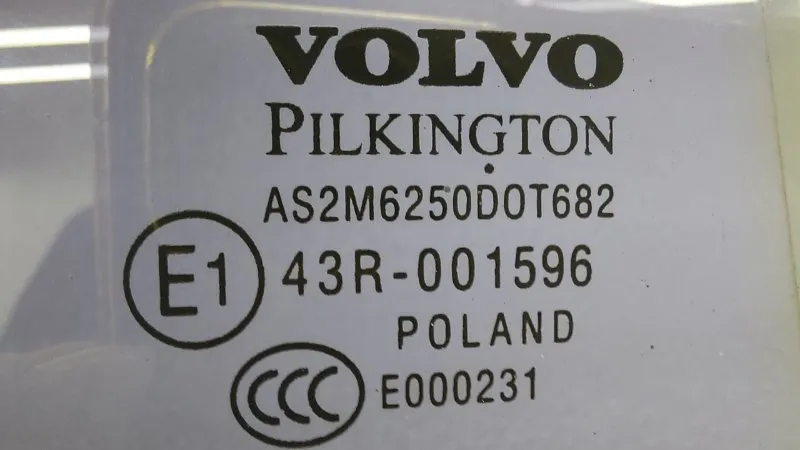 VOLVO
PILKINGTON
AS2M6250DOT682
E1 43R-001596
POLAND
CCC E000231